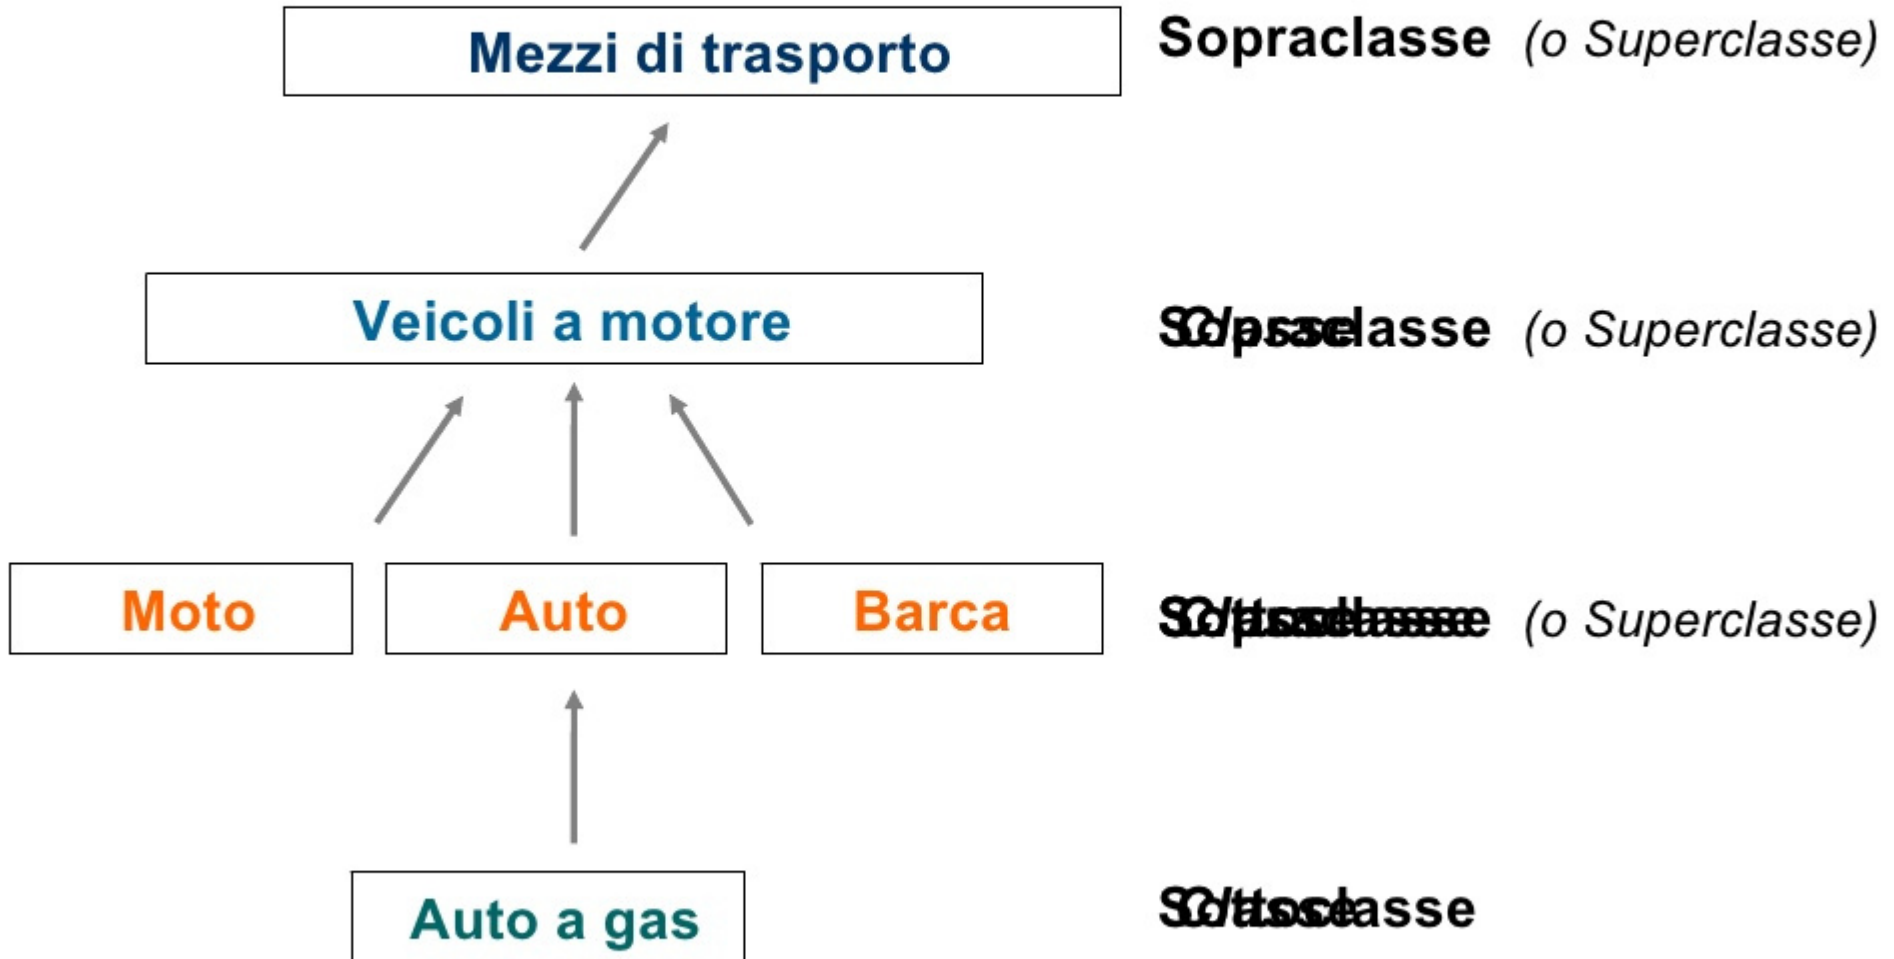 Mezzi di trasporto Sopraclasse (o Superclasse)
Veicoli a motore (o Superclasse)
Moto Auto Barca (o Superclasse)
Auto a gas